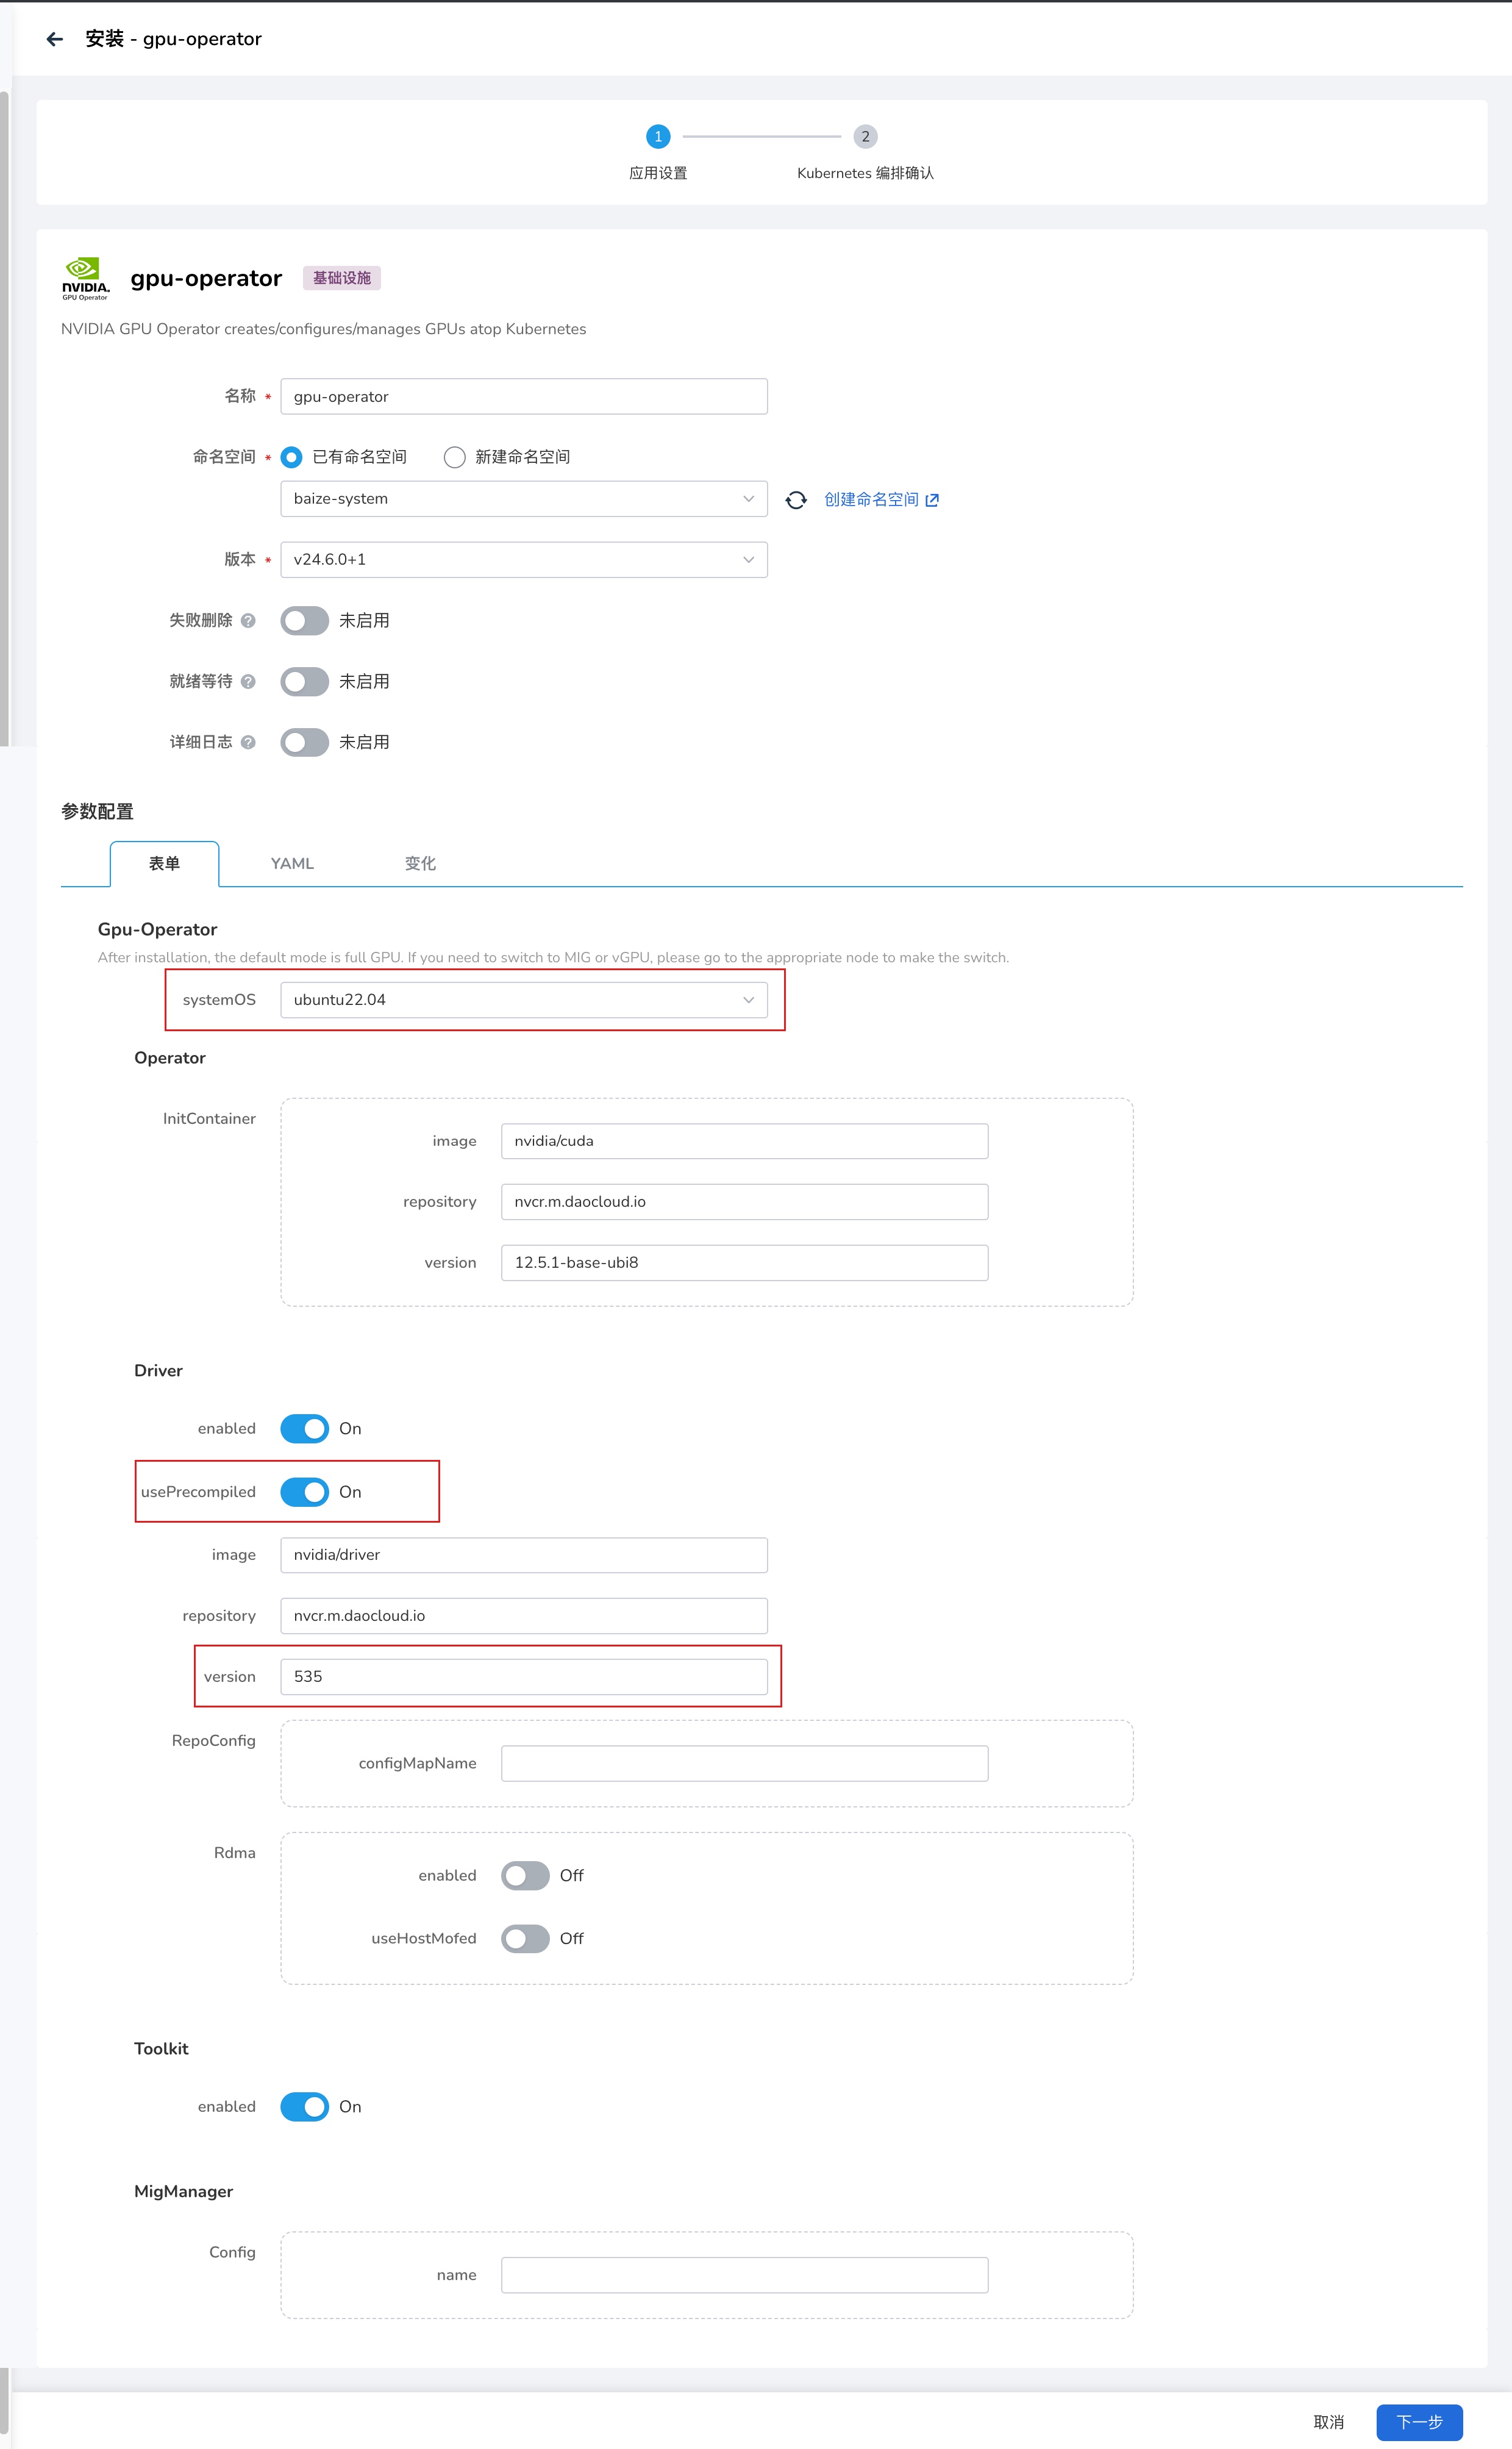 安装 - gpu-operator
1
2
应用设置
Kubernetes 编排确认
NVIDIA.
GPU Operator
gpu-operator
基础设施
NVIDIA GPU Operator creates/configures/manages GPUs atop Kubernetes
名称 *
gpu-operator
命名空间 *
已有命名空间
新建命名空间
baize-system
创建命名空间
版本 *
v24.6.0+1
失败删除 ?
未启用
就绪等待 ?
未启用
详细日志 ?
未启用
参数配置
表单
YAML
变化
Gpu-Operator
After installation, the default mode is full GPU. If you need to switch to MIG or vGPU, please go to the appropriate node to make the switch.
systemOS
ubuntu22.04
Operator
InitContainer
image
nvidia/cuda
repository
nvcr.m.daocloud.io
version
12.5.1-base-ubi8
Driver
enabled
On
usePrecompiled
On
image
nvidia/driver
repository
nvcr.m.daocloud.io
version
535
RepoConfig
configMapName
Rdma
enabled
Off
useHostMofed
Off
Toolkit
enabled
On
MigManager
Config
name
取消
下一步